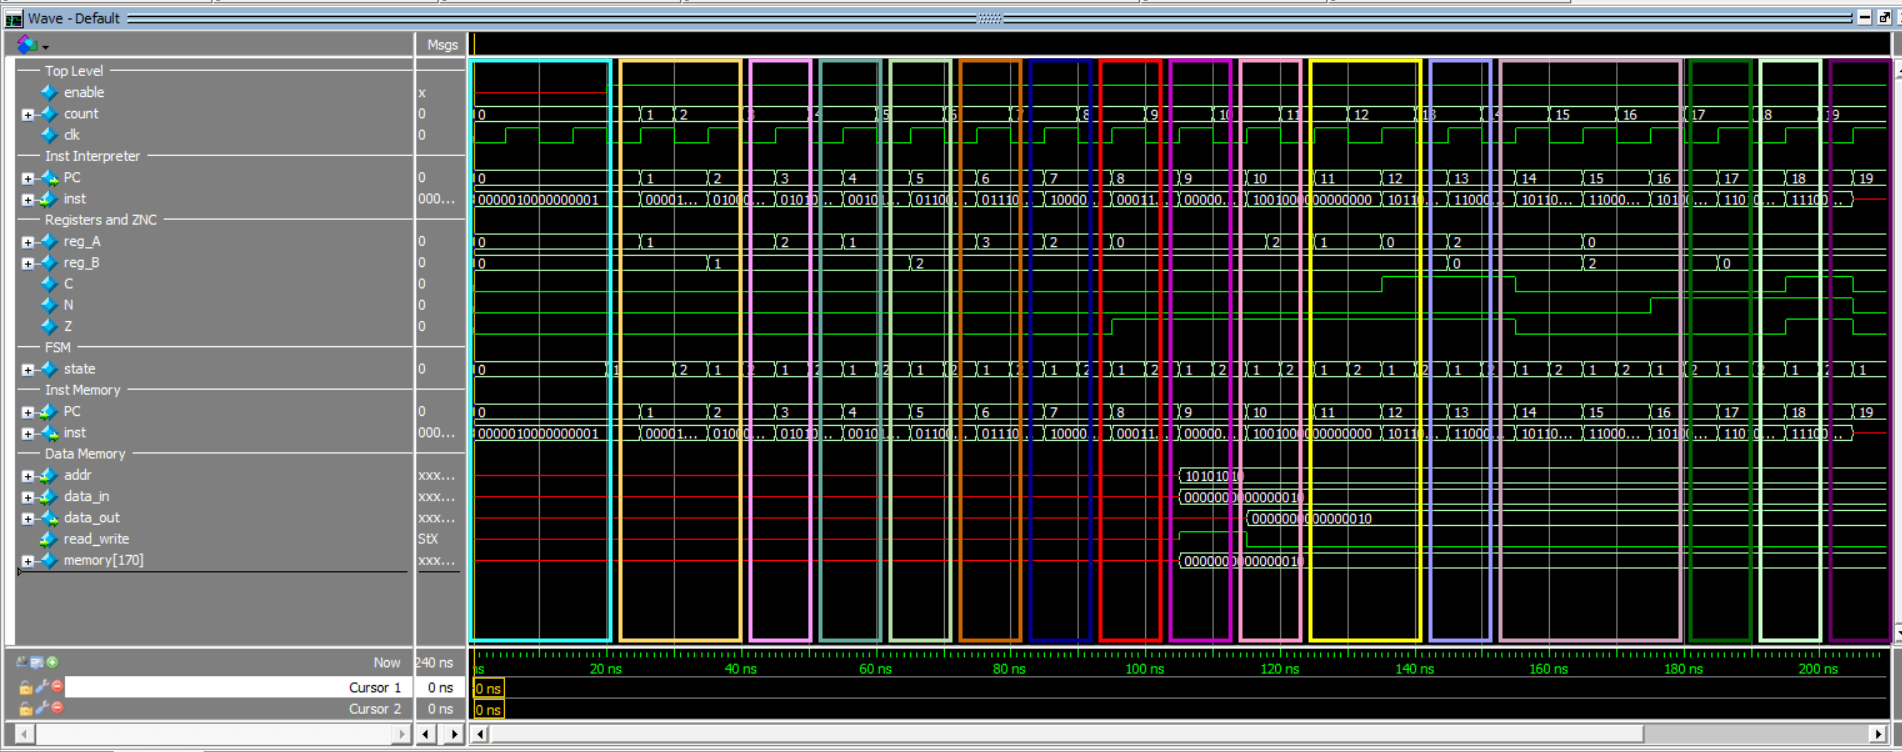 Wave - Default
Msgs
Top Level
enable x
count 0 0 1 2 3 4 5 6 7 8 9 10 11 12 13 14 15 16 17 18 19
clk 0
Inst Interpreter
PC 0 0 1 2 3 4 5 6 7 8 9 10 11 12 13 14 15 16 17 18 19
inst 000... 0000010000000001 00001... 0100 01010 00101 01100 01110 10000 00011 00000 1001000000000000 10110... 11000 10110... 11000... 1010 1101 11100
Registers and ZNC
reg_A 0 0 1 2 1 3 2 0 2 1 0 2 0
reg_B 0 0 1 2 0 2 0
C 0
N 0
Z 0
FSM
state 0 0 1 2 1 2 1 2 1 2 1 2 1 2 1 2 1 2 1 2 1 2 1 2 1 2 1 2 1 2 1 2 1 2 1 2 1 2 1
Inst Memory
PC 0 0 1 2 3 4 5 6 7 8 9 10 11 12 13 14 15 16 17 18 19
inst 000... 0000010000000001 00001... 0100 01010 00101 01100 01110 10000 00011 00000 1001000000000000 10110 11000 10110... 11000... 1010 1101 11100
Data Memory
addr xxx... 10101010
data_in xxx... 0000000000000010
data_out xxx... 0000000000000010
read_write StX
memory[170] xxx... 0000000000000010
Now 240 ns ns 20 ns 40 ns 60 ns 80 ns 100 ns 120 ns 140 ns 160 ns 180 ns 200 ns
Cursor 1 0 ns 0 ns
Cursor 2 0 ns 0 ns